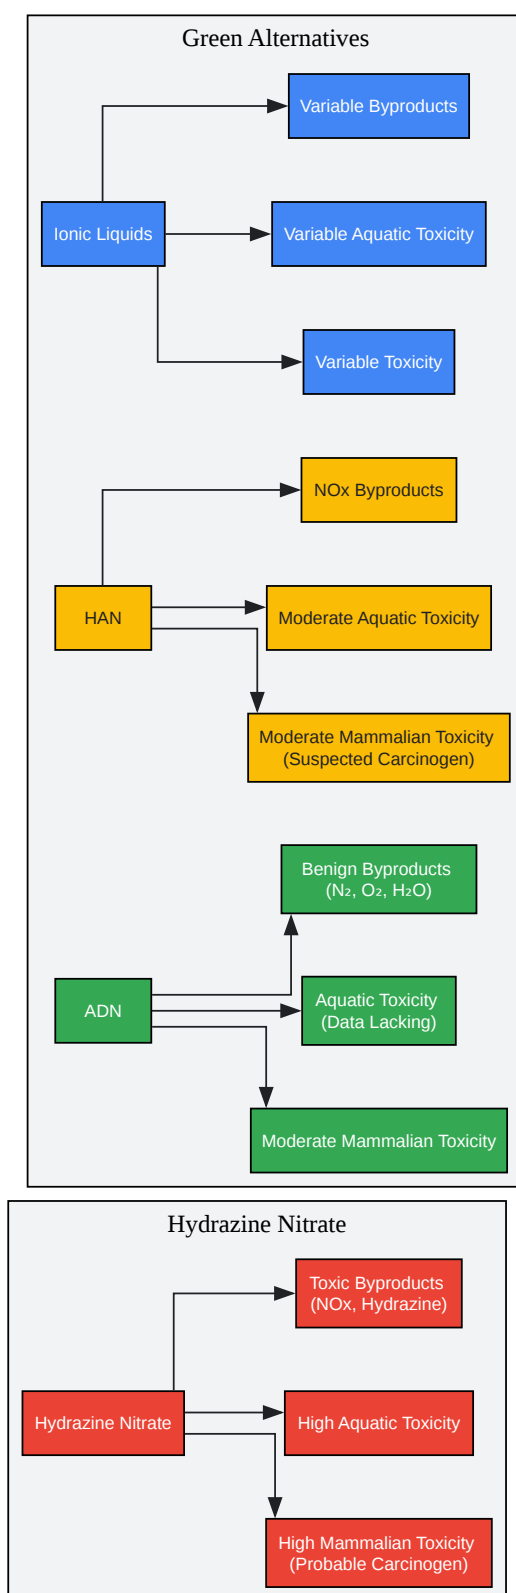 Green Alternatives
Variable Byproducts
Ionic Liquids
Variable Aquatic Toxicity
Variable Toxicity
NOx Byproducts
HAN
Moderate Aquatic Toxicity
Moderate Mammalian Toxicity
(Suspected Carcinogen)
Benign Byproducts
(N₂, O₂, H₂O)
ADN
Aquatic Toxicity
(Data Lacking)
Moderate Mammalian Toxicity
Hydrazine Nitrate
Toxic Byproducts
(NOx, Hydrazine)
Hydrazine Nitrate
High Aquatic Toxicity
High Mammalian Toxicity
(Probable Carcinogen)